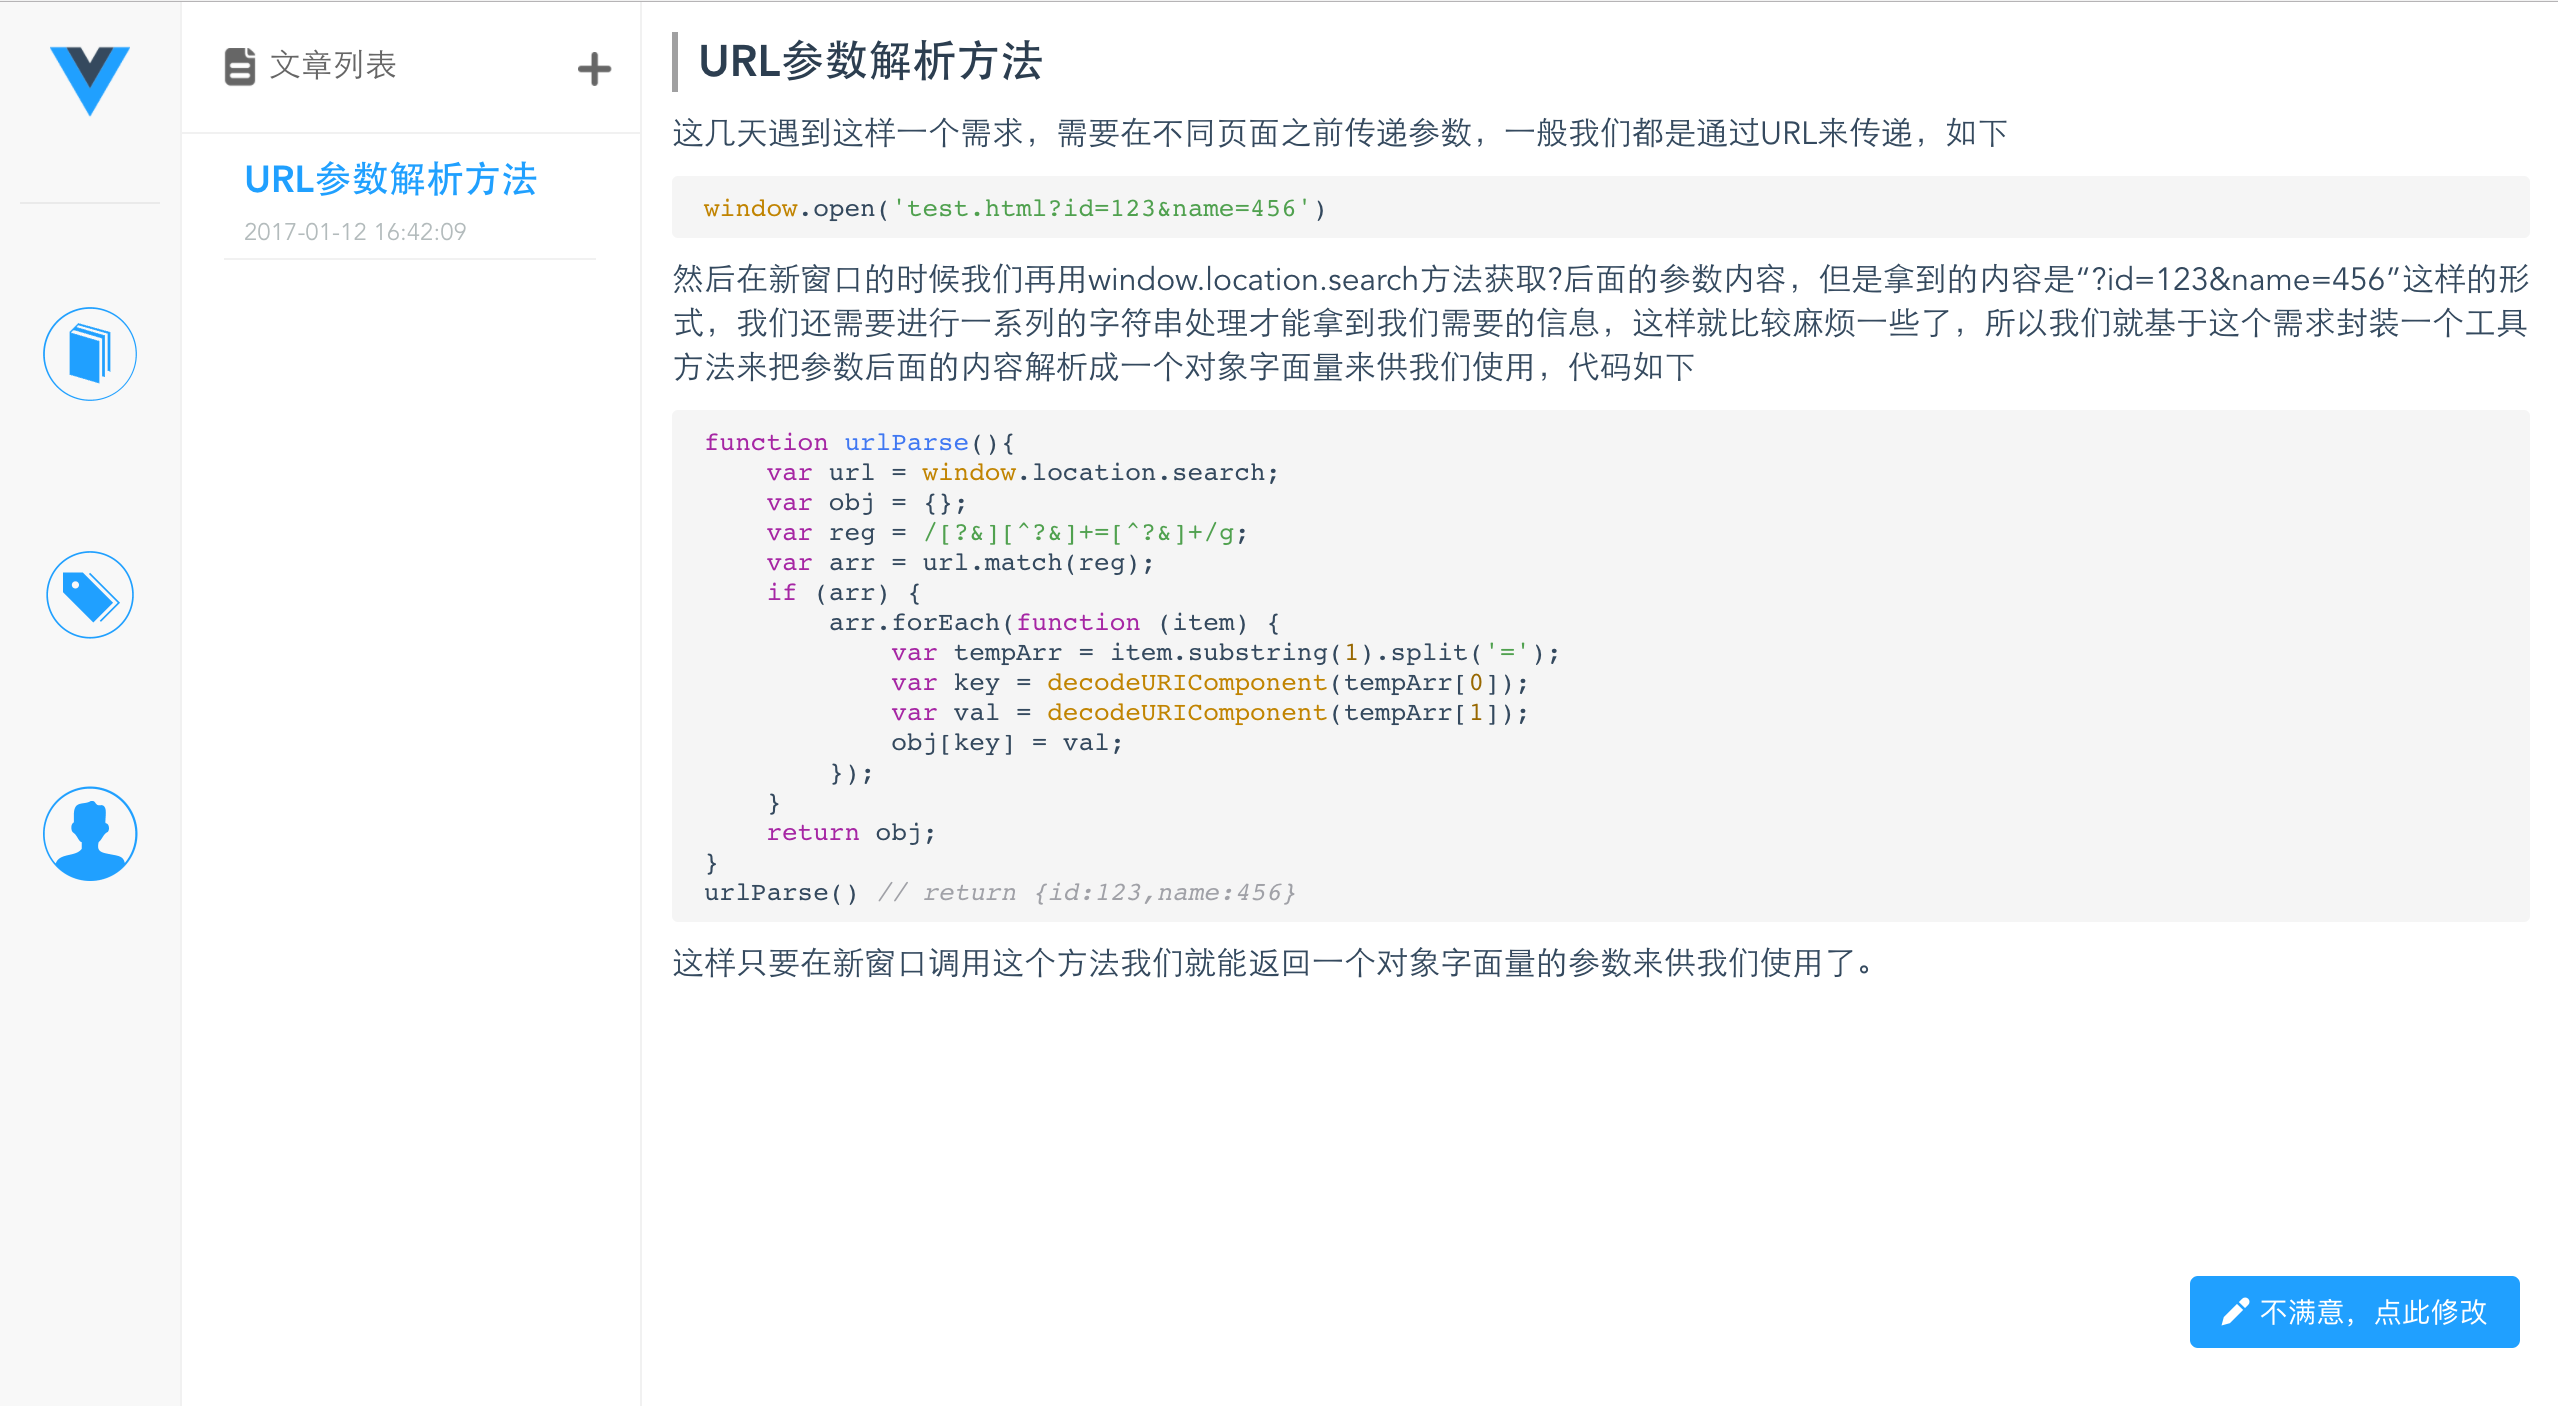 文章列表
URL参数解析方法
2017-01-12 16:42:09
URL参数解析方法
这几天遇到这样一个需求，需要在不同页面之前传递参数，一般我们都是通过URL来传递，如下
window.open('test.html?id=123&name=456')
然后在新窗口的时候我们再用window.location.search方法获取?后面的参数内容，但是拿到的内容是“?id=123&name=456”这样的形
式，我们还需要进行一系列的字符串处理才能拿到我们需要的信息，这样就比较麻烦一些了，所以我们就基于这个需求封装一个工具
方法来把参数后面的内容解析成一个对象字面量来供我们使用，代码如下
function urlParse(){
    var url = window.location.search;
    var obj = {};
    var reg = /[?&][^?&]+=[^?&]+/g;
    var arr = url.match(reg);
    if (arr) {
        arr.forEach(function (item) {
            var tempArr = item.substring(1).split('=');
            var key = decodeURIComponent(tempArr[0]);
            var val = decodeURIComponent(tempArr[1]);
            obj[key] = val;
        });
    }
    return obj;
}
urlParse() // return {id:123,name:456}
这样只要在新窗口调用这个方法我们就能返回一个对象字面量的参数来供我们使用了。
不满意，点此修改